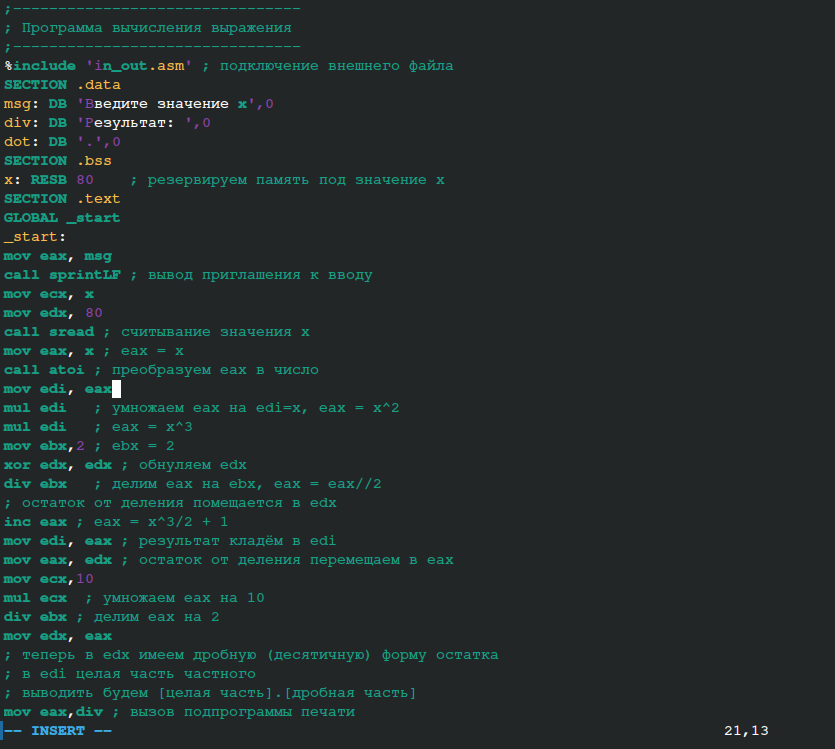 ;--------------------------------
; Программа вычисления выражения
;--------------------------------
%include 'in_out.asm' ; подключение внешнего файла
SECTION .data
msg: DB 'Введите значение x',0
div: DB 'Результат: ',0
dot: DB '.',0
SECTION .bss
x: RESB 80    ; резервируем память под значение x
SECTION .text
GLOBAL _start
_start:
mov eax, msg
call sprintLF ; вывод приглашения к вводу
mov ecx, x
mov edx, 80
call sread ; считывание значения x
mov eax, x ; eax = x
call atoi ; преобразуем eax в число
mov edi, eax
mul edi   ; умножаем eax на edi=x, eax = x^2
mul edi   ; eax = x^3
mov ebx,2 ; ebx = 2
xor edx, edx ; обнуляем edx
div ebx   ; делим eax на ebx, eax = eax//2
; остаток от деления помещается в edx
inc eax ; eax = x^3/2 + 1
mov edi, eax ; результат кладём в edi
mov eax, edx ; остаток от деления перемещаем в eax
mov ecx,10
mul ecx  ; умножаем eax на 10
div ebx ; делим eax на 2
mov edx, eax
; теперь в edx имеем дробную (десятичную) форму остатка
; в edi целая часть частного
; выводить будем [целая часть].[дробная часть]
mov eax,div ; вызов подпрограммы печати
-- INSERT -- 21,13